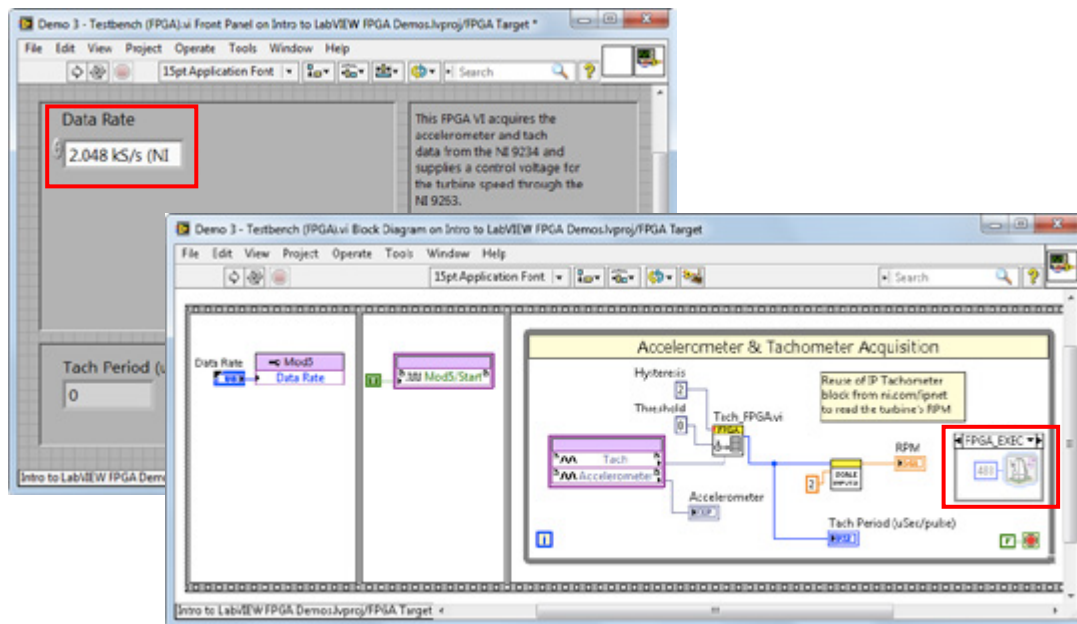 Demo 3 - Testbench (FPGA).vi Front Panel on Intro to LabVIEW FPGA Demos.lvproj/FPGA Target *
File Edit View Project Operate Tools Window Help
15pt Application Font
Search
Data Rate
2.048 kS/s (NI
This FPGA VI acquires the
accelerometer and tach
data from the NI 9234 and
supplies a control voltage for
the turbine speed through the
NI 9263.
Tach Period (u
0
Intro to LabVIEW FPGA Dem
Demo 3 - Testbench (FPGA).vi Block Diagram on Intro to LabVIEW FPGA Demos.lvproj/FPGA Target
File Edit View Project Operate Tools Window Help
15pt Application Font
Search
Accelerometer & Tachometer Acquisition
Data Rate
Mod5
Data Rate
Mod5/Start
Hysteresis
2
Threshold
0
Tach_FPGA.vi
Reuse of IP Tachometer
block from ni.com/ipnet
to read the turbine's RPM
FPGA_EXEC
Tach
Accelerometer
RPM
2
Accelerometer
Tach Period (uSec/pulse)
i
F
Intro to LabVIEW FPGA Demos.lvproj/FPGA Target